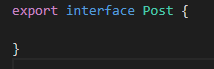 export interface Post {
}